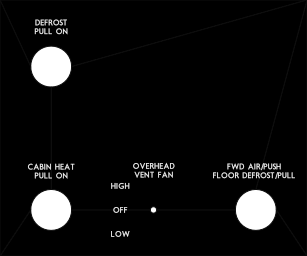 DEFROST
PULL ON
CABIN HEAT
PULL ON
OVERHEAD
VENT FAN
FWD AIR/PUSH
FLOOR DEFROST/PULL
HIGH
OFF
LOW